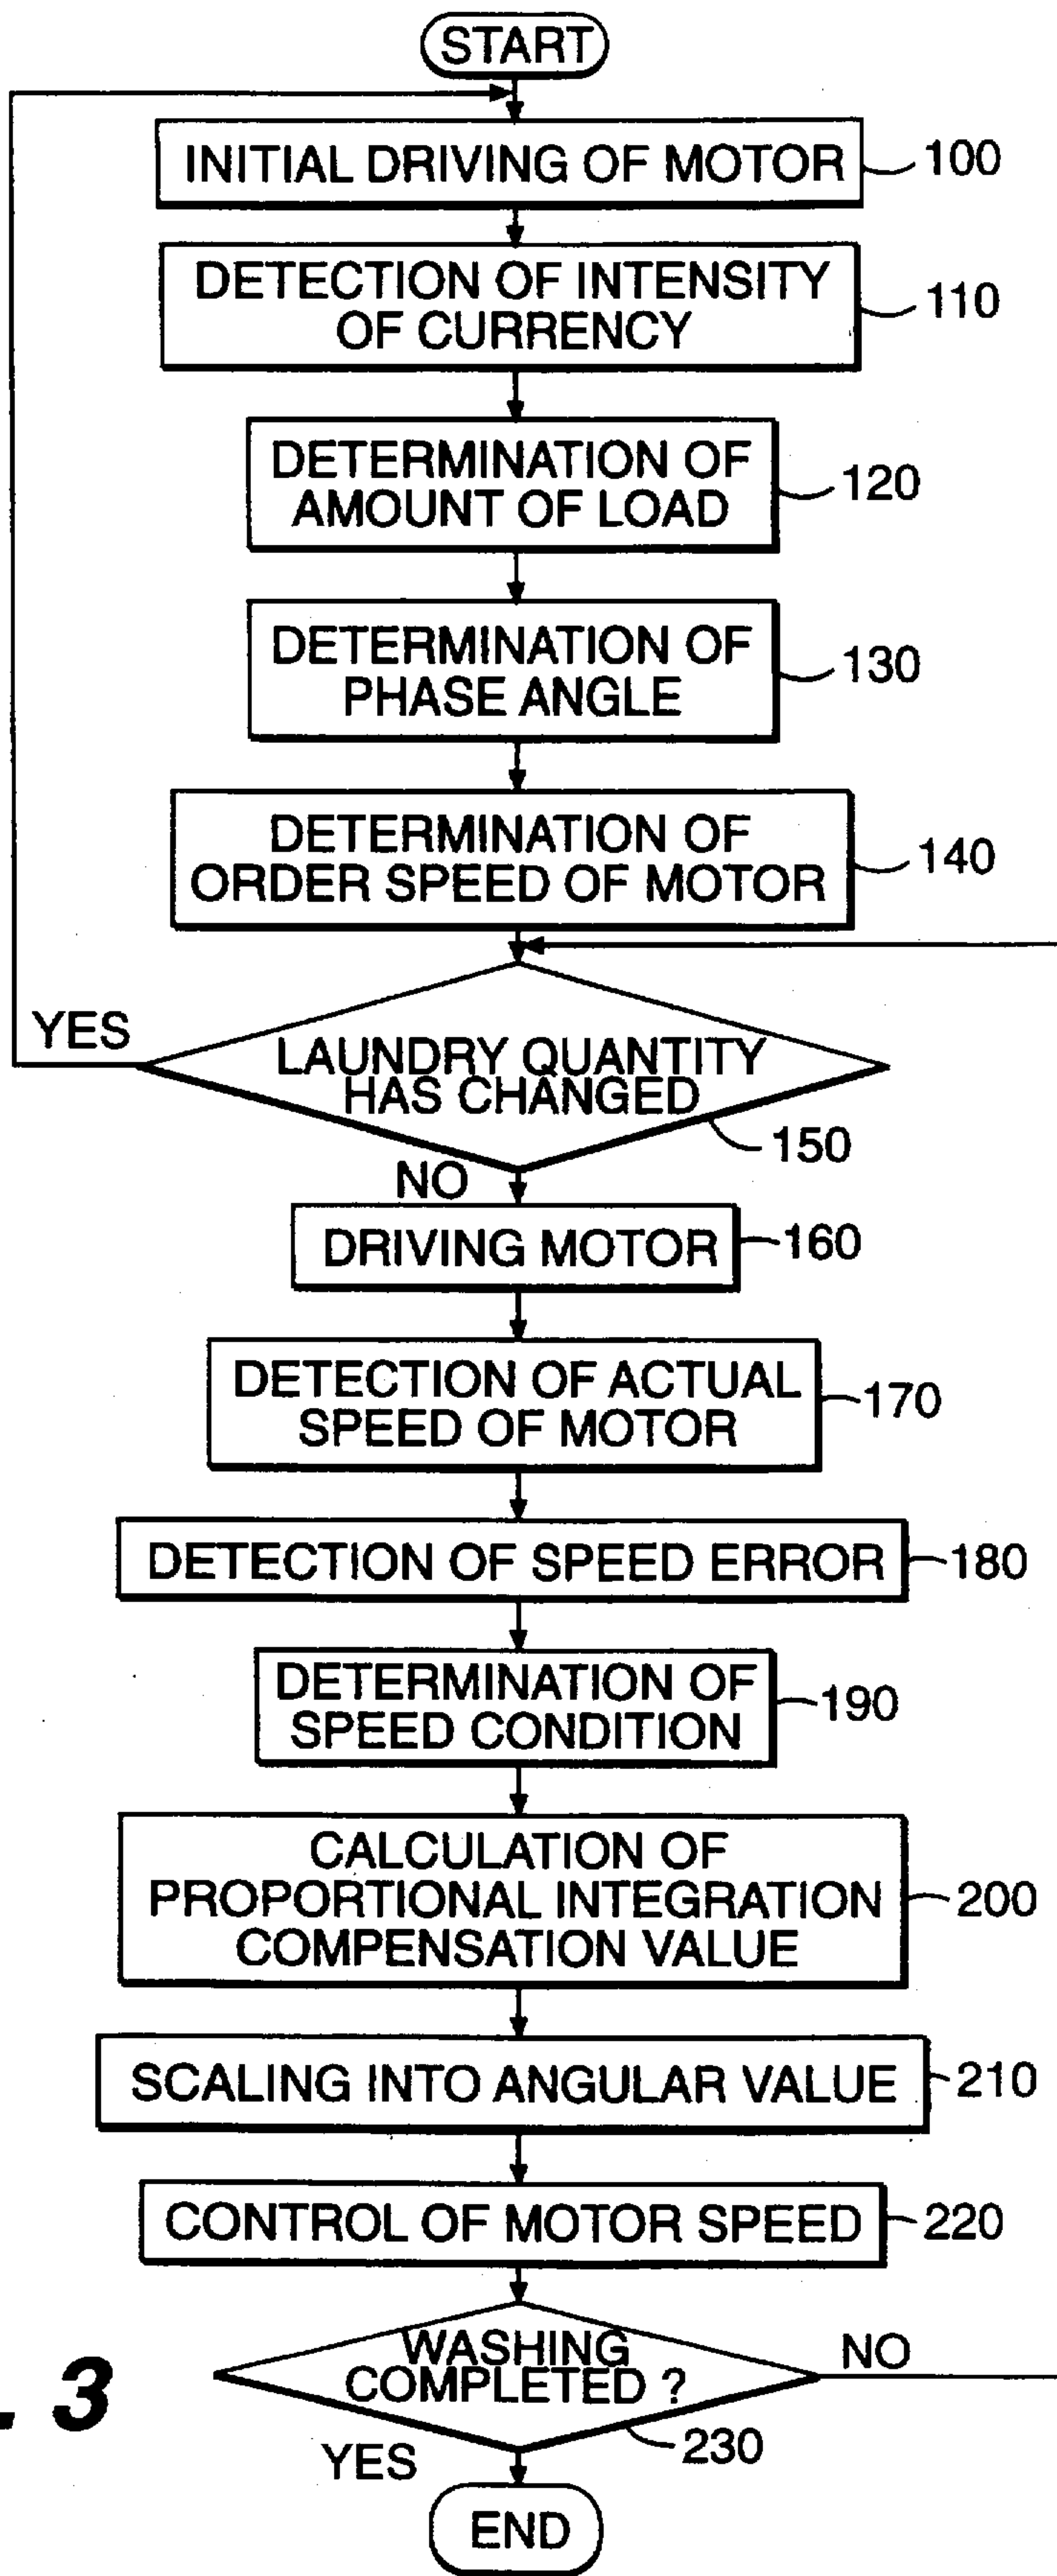 START
INITIAL DRIVING OF MOTOR
100
DETECTION OF INTENSITY
OF CURRENCY
110
DETERMINATION OF
AMOUNT OF LOAD
120
DETERMINATION OF
PHASE ANGLE
130
DETERMINATION OF
ORDER SPEED OF MOTOR
140
YES
LAUNDRY QUANTITY
HAS CHANGED
150
NO
DRIVING MOTOR
160
DETECTION OF ACTUAL
SPEED OF MOTOR
170
DETECTION OF SPEED ERROR
180
DETERMINATION OF
SPEED CONDITION
190
CALCULATION OF
PROPORTIONAL INTEGRATION
COMPENSATION VALUE
200
SCALING INTO ANGULAR VALUE
210
CONTROL OF MOTOR SPEED
220
WASHING
COMPLETED ?
NO
230
YES
END
. 3